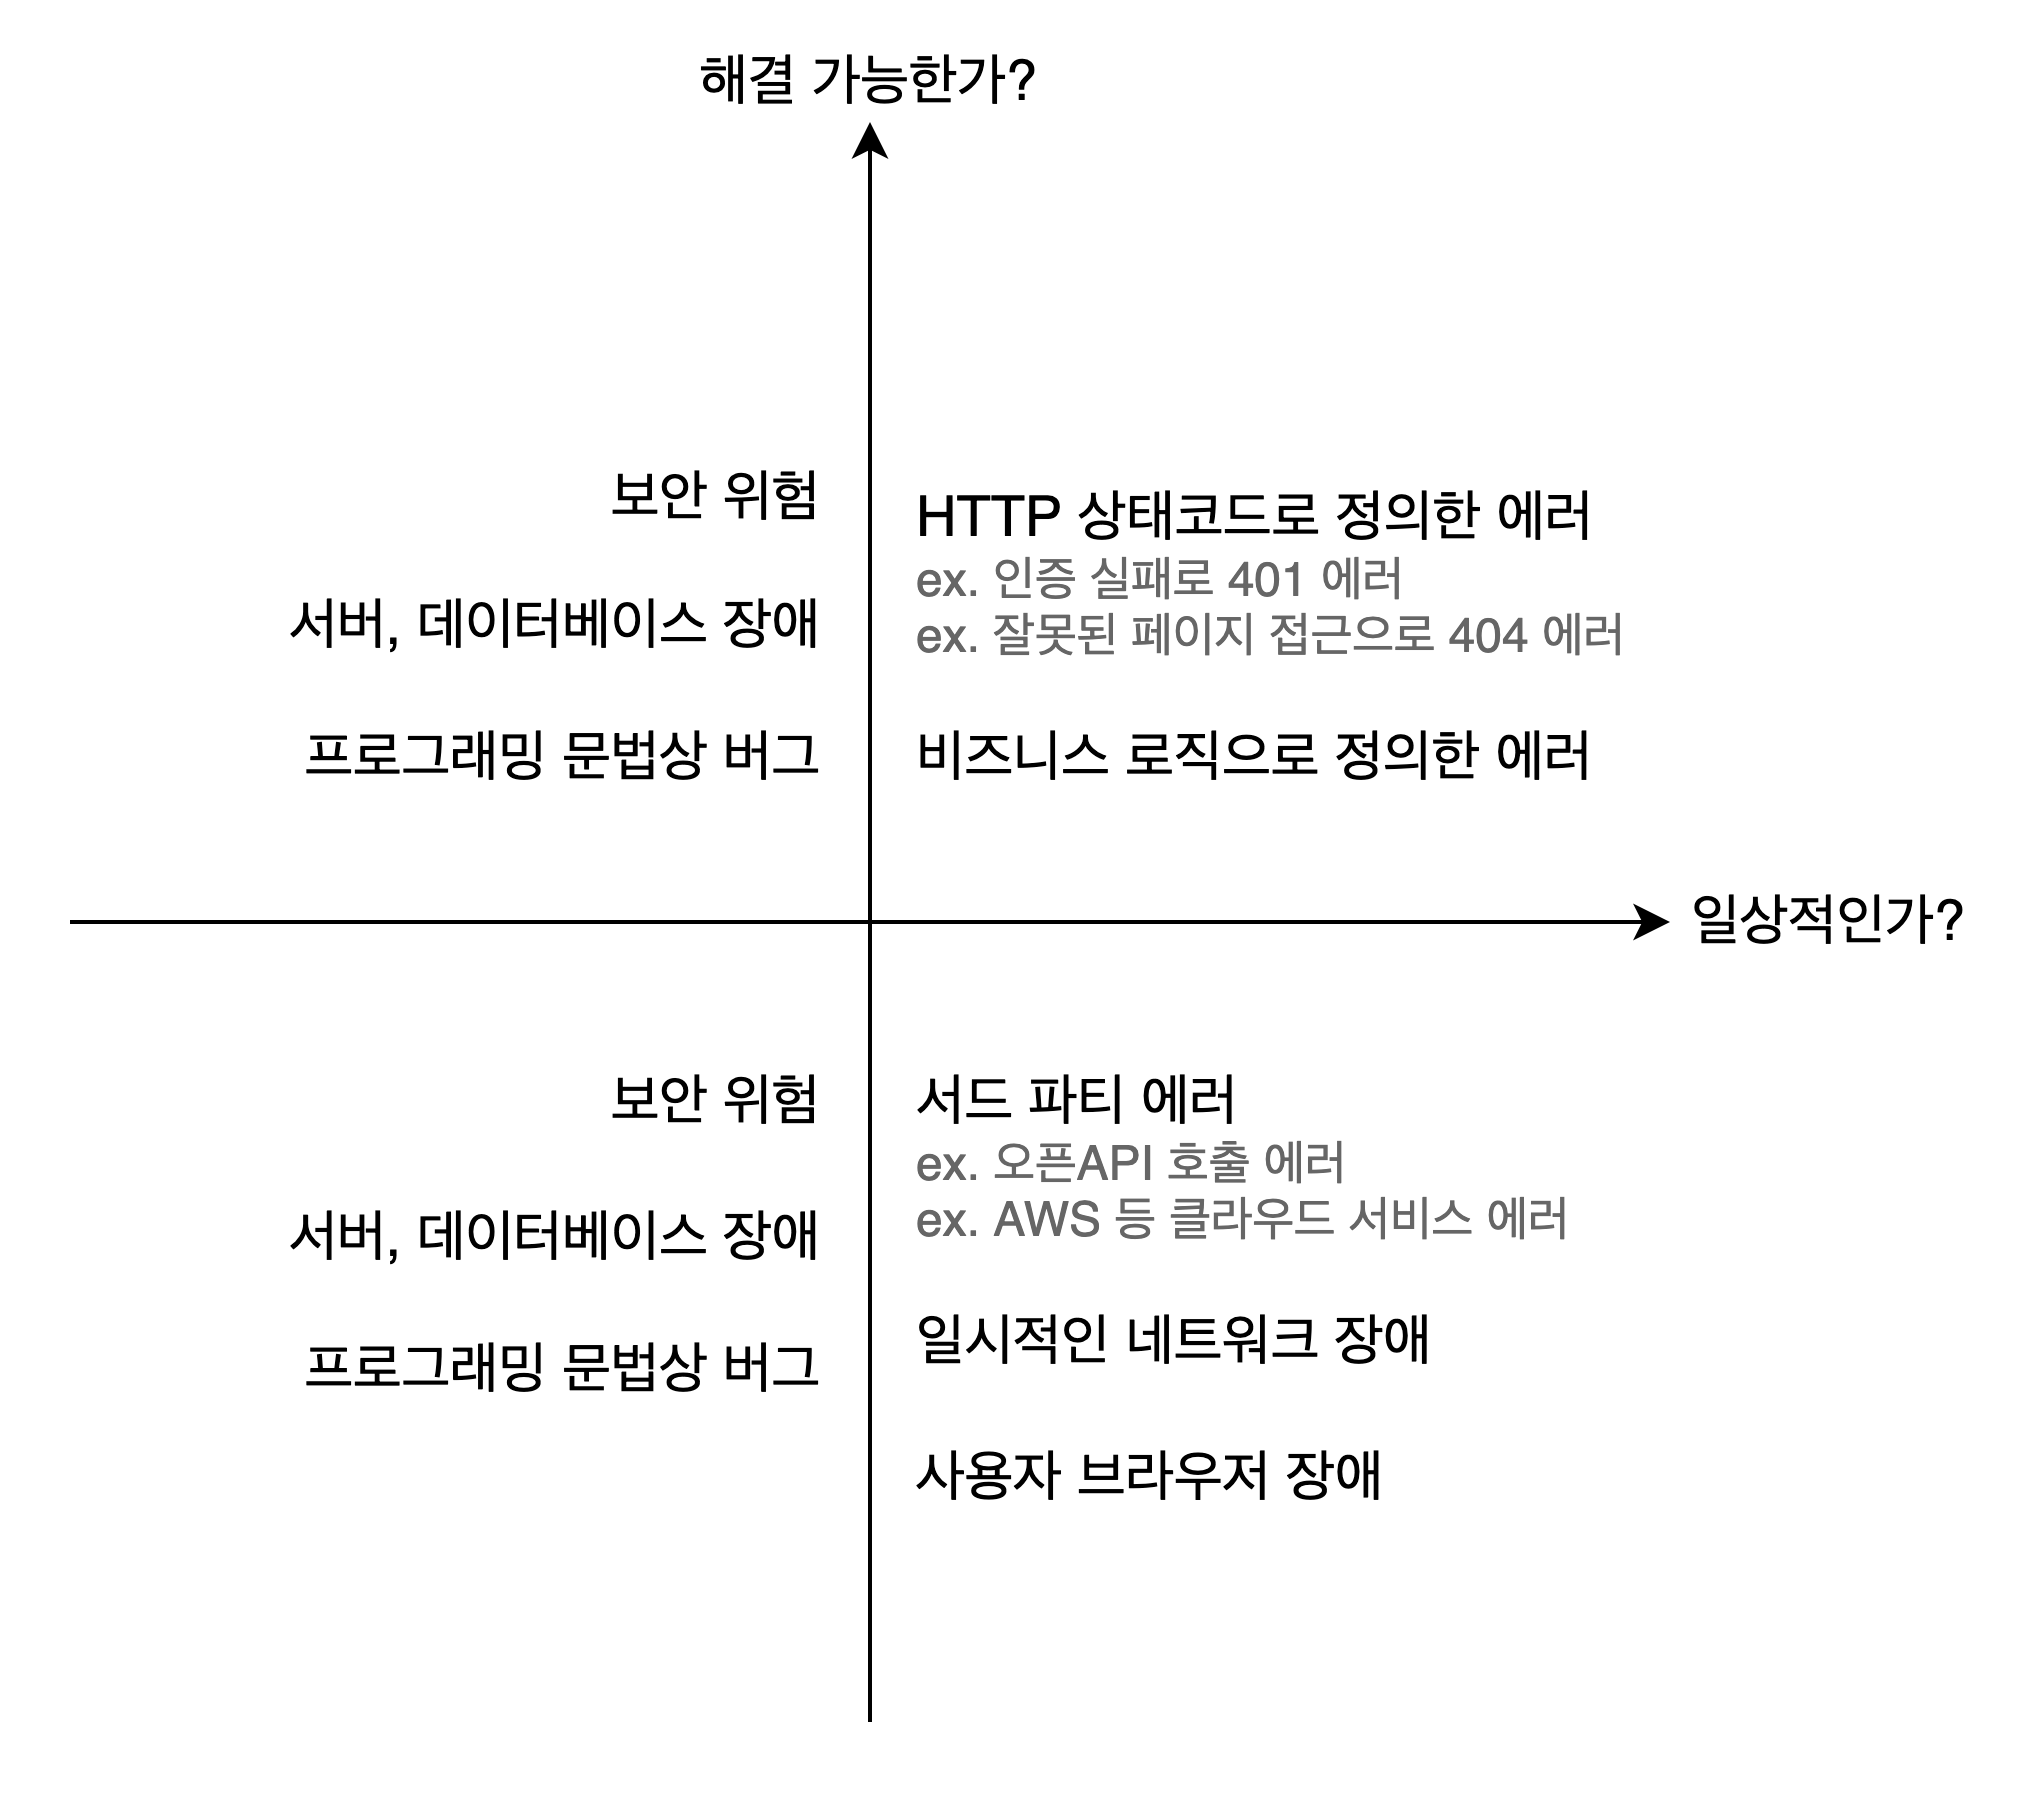 해결 가능한가?
보안 위험
서버, 데이터베이스 장애
프로그래밍 문법상 버그
HTTP 상태코드로 정의한 에러
ex. 인증 실패로 401 에러
ex. 잘못된 페이지 접근으로 404 에러
비즈니스 로직으로 정의한 에러
일상적인가?
보안 위험
서버, 데이터베이스 장애
프로그래밍 문법상 버그
서드 파티 에러
ex. 오픈API 호출 에러
ex. AWS 등 클라우드 서비스 에러
일시적인 네트워크 장애
사용자 브라우저 장애